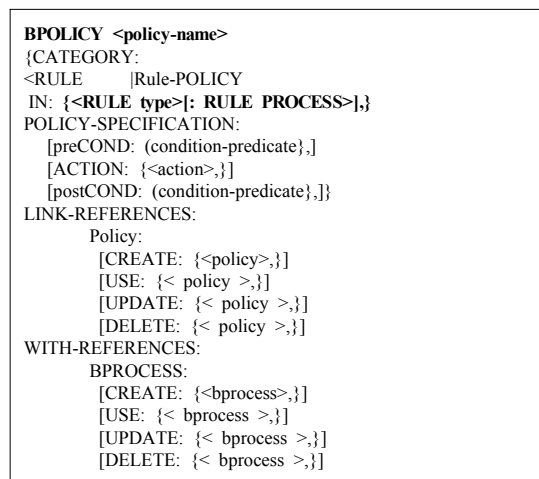 BPOLICY <policy-name>
{CATEGORY:
<RULE |Rule-POLICY
IN: {<RULE type>[: RULE PROCESS>],}
POLICY-SPECIFICATION:
[preCOND: (condition-predicate},]
[ACTION: {<action>,}]
[postCOND: (condition-predicate},]}
LINK-REFERENCES:
Policy:
[CREATE: {<policy>,}]
[USE: {< policy >,}]
[UPDATE: {< policy >,}]
[DELETE: {< policy >,}]
WITH-REFERENCES:
BPROCESS:
[CREATE: {<bprocess>,}]
[USE: {< bprocess >,}]
[UPDATE: {< bprocess >,}]
[DELETE: {< bprocess >,}]